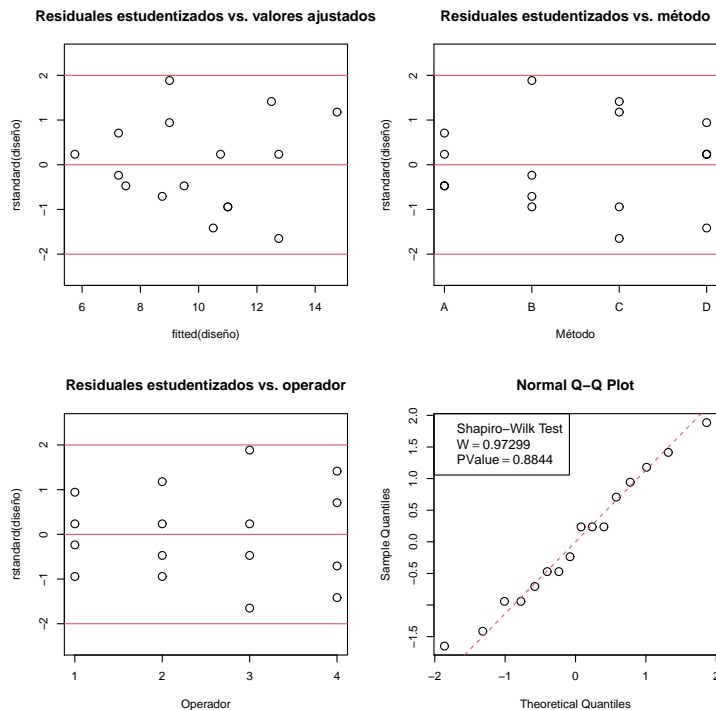 Residuales estudentizados vs. valores ajustados
rstandard(diseño)
2
1
0
−1
−2
6 8 10 12 14
fitted(diseño)
Residuales estudentizados vs. método
rstandard(diseño)
2
1
0
−1
−2
A B C D
Método
Residuales estudentizados vs. operador
rstandard(diseño)
2
1
0
−1
−2
1 2 3 4
Operador
Normal Q−Q Plot
Shapiro−Wilk Test
W = 0.97299
PValue = 0.8844
Sample Quantiles
2.0
1.0
0.0
−0.5
−1.5
−2 −1 0 1 2
Theoretical Quantiles